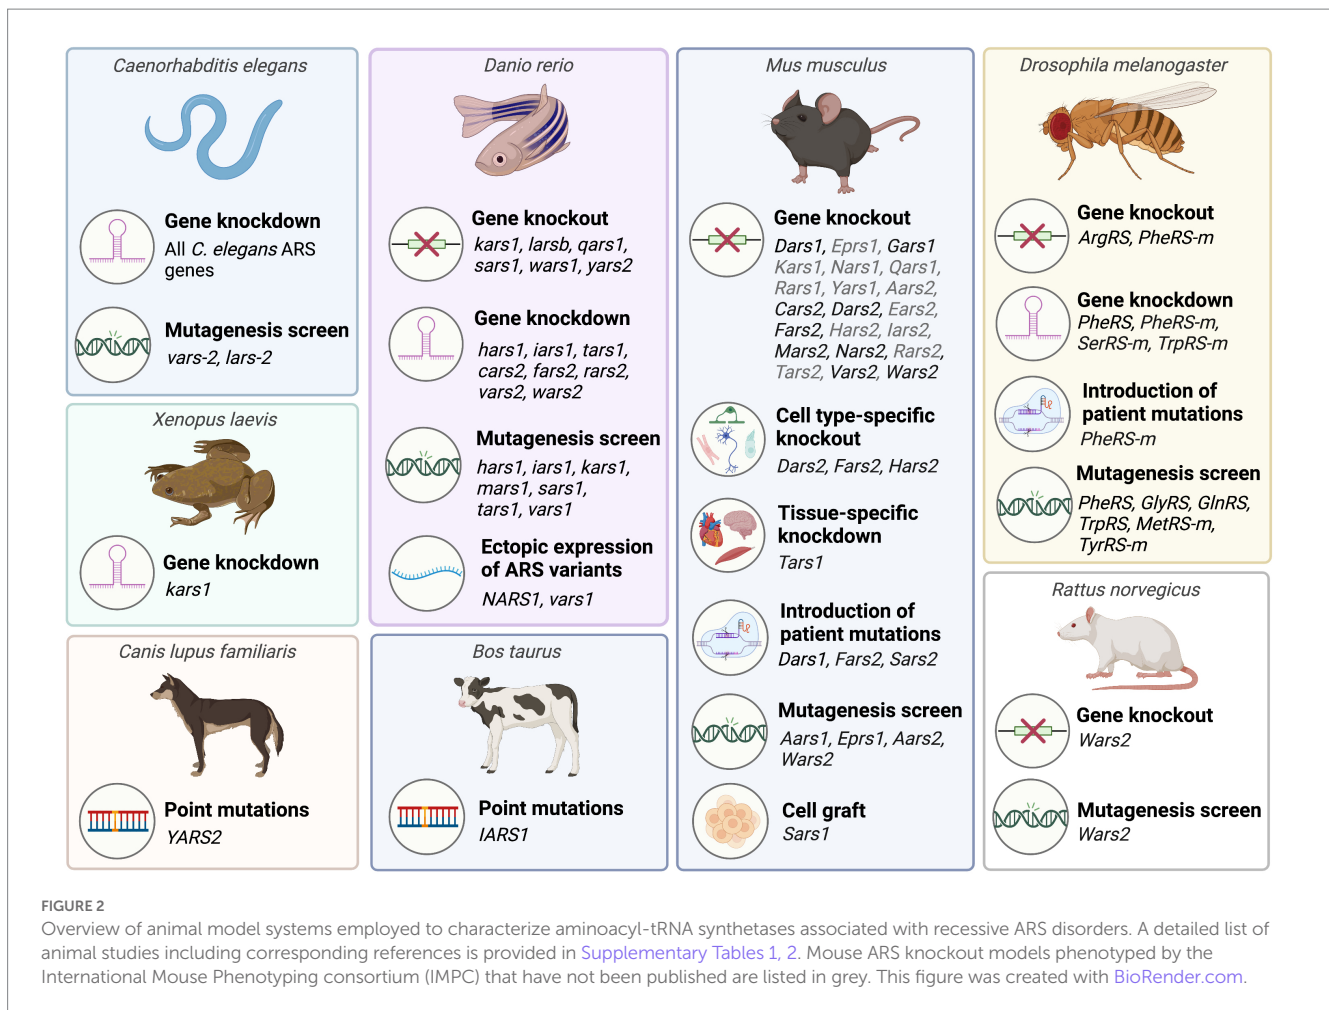 Caenorhabditis elegans
Gene knockdown
All C. elegans ARS
genes
Mutagenesis screen
vars-2, lars-2
Xenopus laevis
Gene knockdown
kars1
Canis lupus familiaris
Point mutations
YARS2
Danio rerio
Gene knockout
kars1, larsb, qars1,
sars1, wars1, yars2
Gene knockdown
hars1, iars1, tars1,
cars2, fars2, rars2,
vars2, wars2
Mutagenesis screen
hars1, iars1, kars1,
mars1, sars1,
tars1, vars1
Ectopic expression
of ARS variants
NARS1, vars1
Bos taurus
Point mutations
IARS1
Mus musculus
Gene knockout
Dars1, Eprs1, Gars1
Kars1, Nars1, Qars1,
Rars1, Yars1, Aars2,
Cars2, Dars2, Ears2,
Fars2, Hars2, Iars2,
Mars2, Nars2, Rars2,
Tars2, Vars2, Wars2
Cell type-specific
knockout
Dars2, Fars2, Hars2
Tissue-specific
knockdown
Tars1
Introduction of
patient mutations
Dars1, Fars2, Sars2
Mutagenesis screen
Aars1, Eprs1, Aars2,
Wars2
Cell graft
Sars1
Drosophila melanogaster
Gene knockout
ArgRS, PheRS-m
Gene knockdown
PheRS, PheRS-m,
SerRS-m, TrpRS-m
Introduction of
patient mutations
PheRS-m
Mutagenesis screen
PheRS, GlyRS, GlnRS,
TrpRS, MetRS-m,
TyrRS-m
Rattus norvegicus
Gene knockout
Wars2
Mutagenesis screen
Wars2
FIGURE 2
Overview of animal model systems employed to characterize aminoacyl-tRNA synthetases associated with recessive ARS disorders. A detailed list of
animal studies including corresponding references is provided in Supplementary Tables 1, 2. Mouse ARS knockout models phenotyped by the
International Mouse Phenotyping consortium (IMPC) that have not been published are listed in grey. This figure was created with BioRender.com.